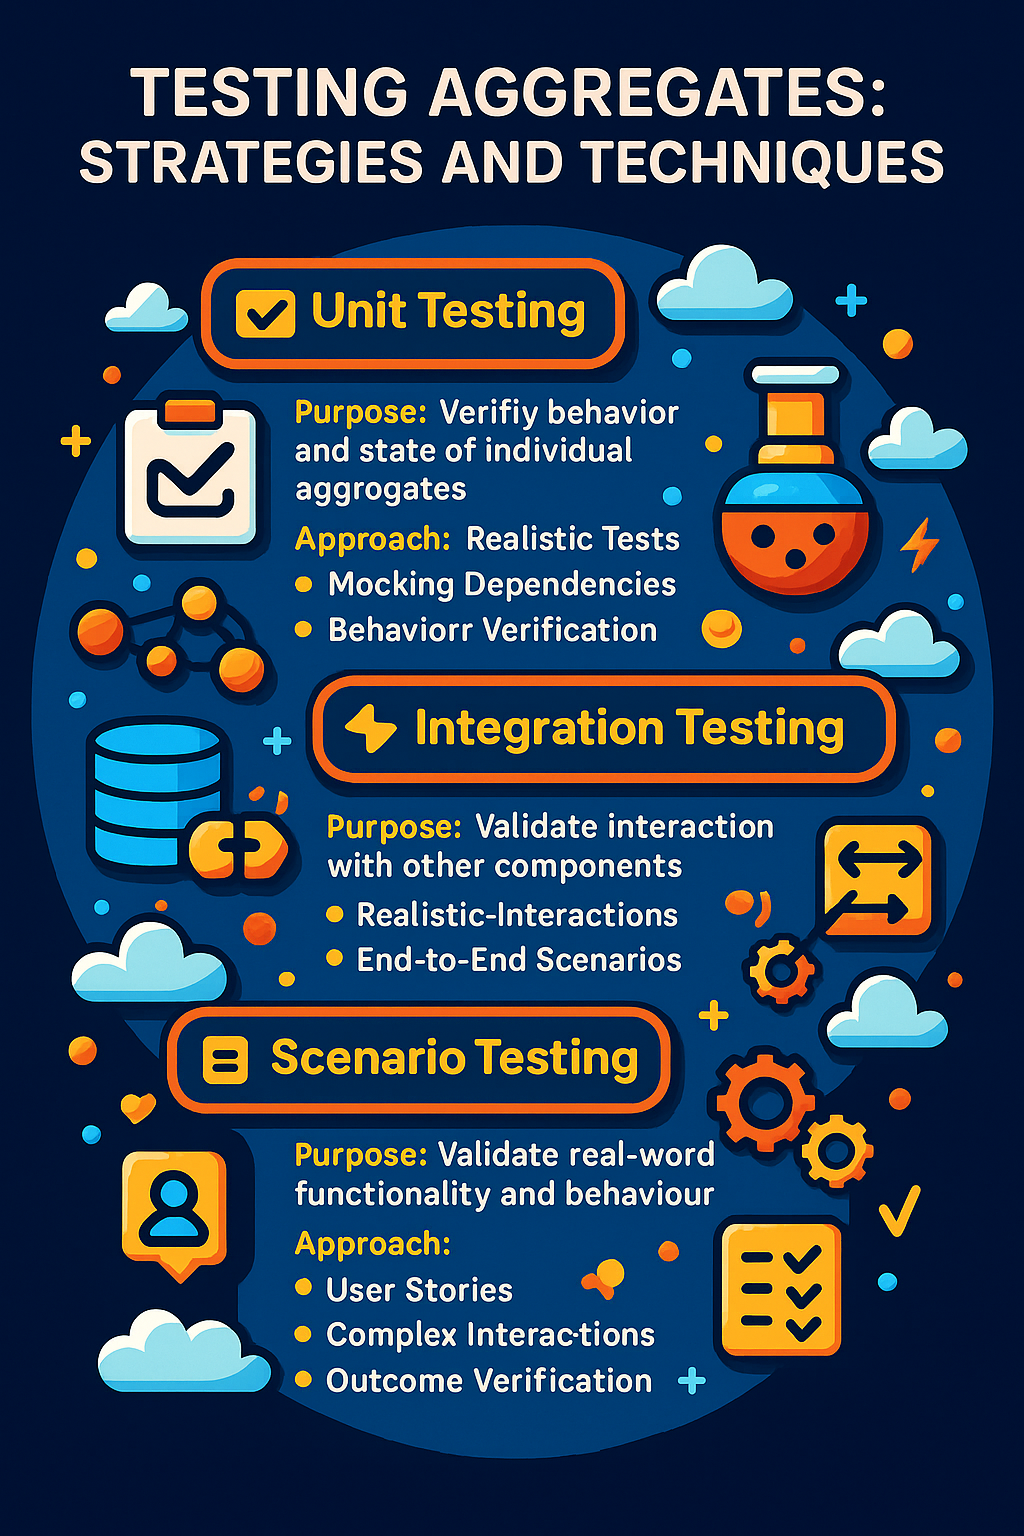 TESTING AGGREGATES:
STRATEGIES AND TECHNIQUES
Unit Testing
Purpose: Verifiy behavior
and state of individual
aggrogates
Approach: Realistic Tests
• Mocking Dependencies
• Behaviorr Verification
Integration Testing
Purpose: Validate interaction
with other components
• Realistic-Interactions
• End-to-End Scenarios
Scenario Testing
Purpose: Validate real-word
functionality and behaviour
Approach:
• User Stories
• Complex Interac-tions
• Outcome Verification